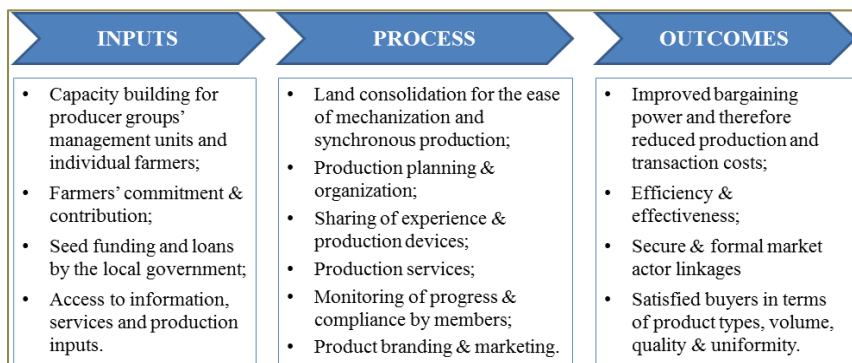 INPUTS
PROCESS
OUTCOMES
• Capacity building for
producer groups’
management units and
individual farmers;
• Farmers’ commitment &
contribution;
• Seed funding and loans
by the local government;
• Access to information,
services and production
inputs.
• Land consolidation for the ease
of mechanization and
synchronous production;
• Production planning &
organization;
• Sharing of experience &
production devices;
• Production services;
• Monitoring of progress &
compliance by members;
• Product branding & marketing.
• Improved bargaining
power and therefore
reduced production and
transaction costs;
• Efficiency &
effectiveness;
• Secure & formal market
actor linkages
• Satisfied buyers in terms
of product types, volume,
quality & uniformity.